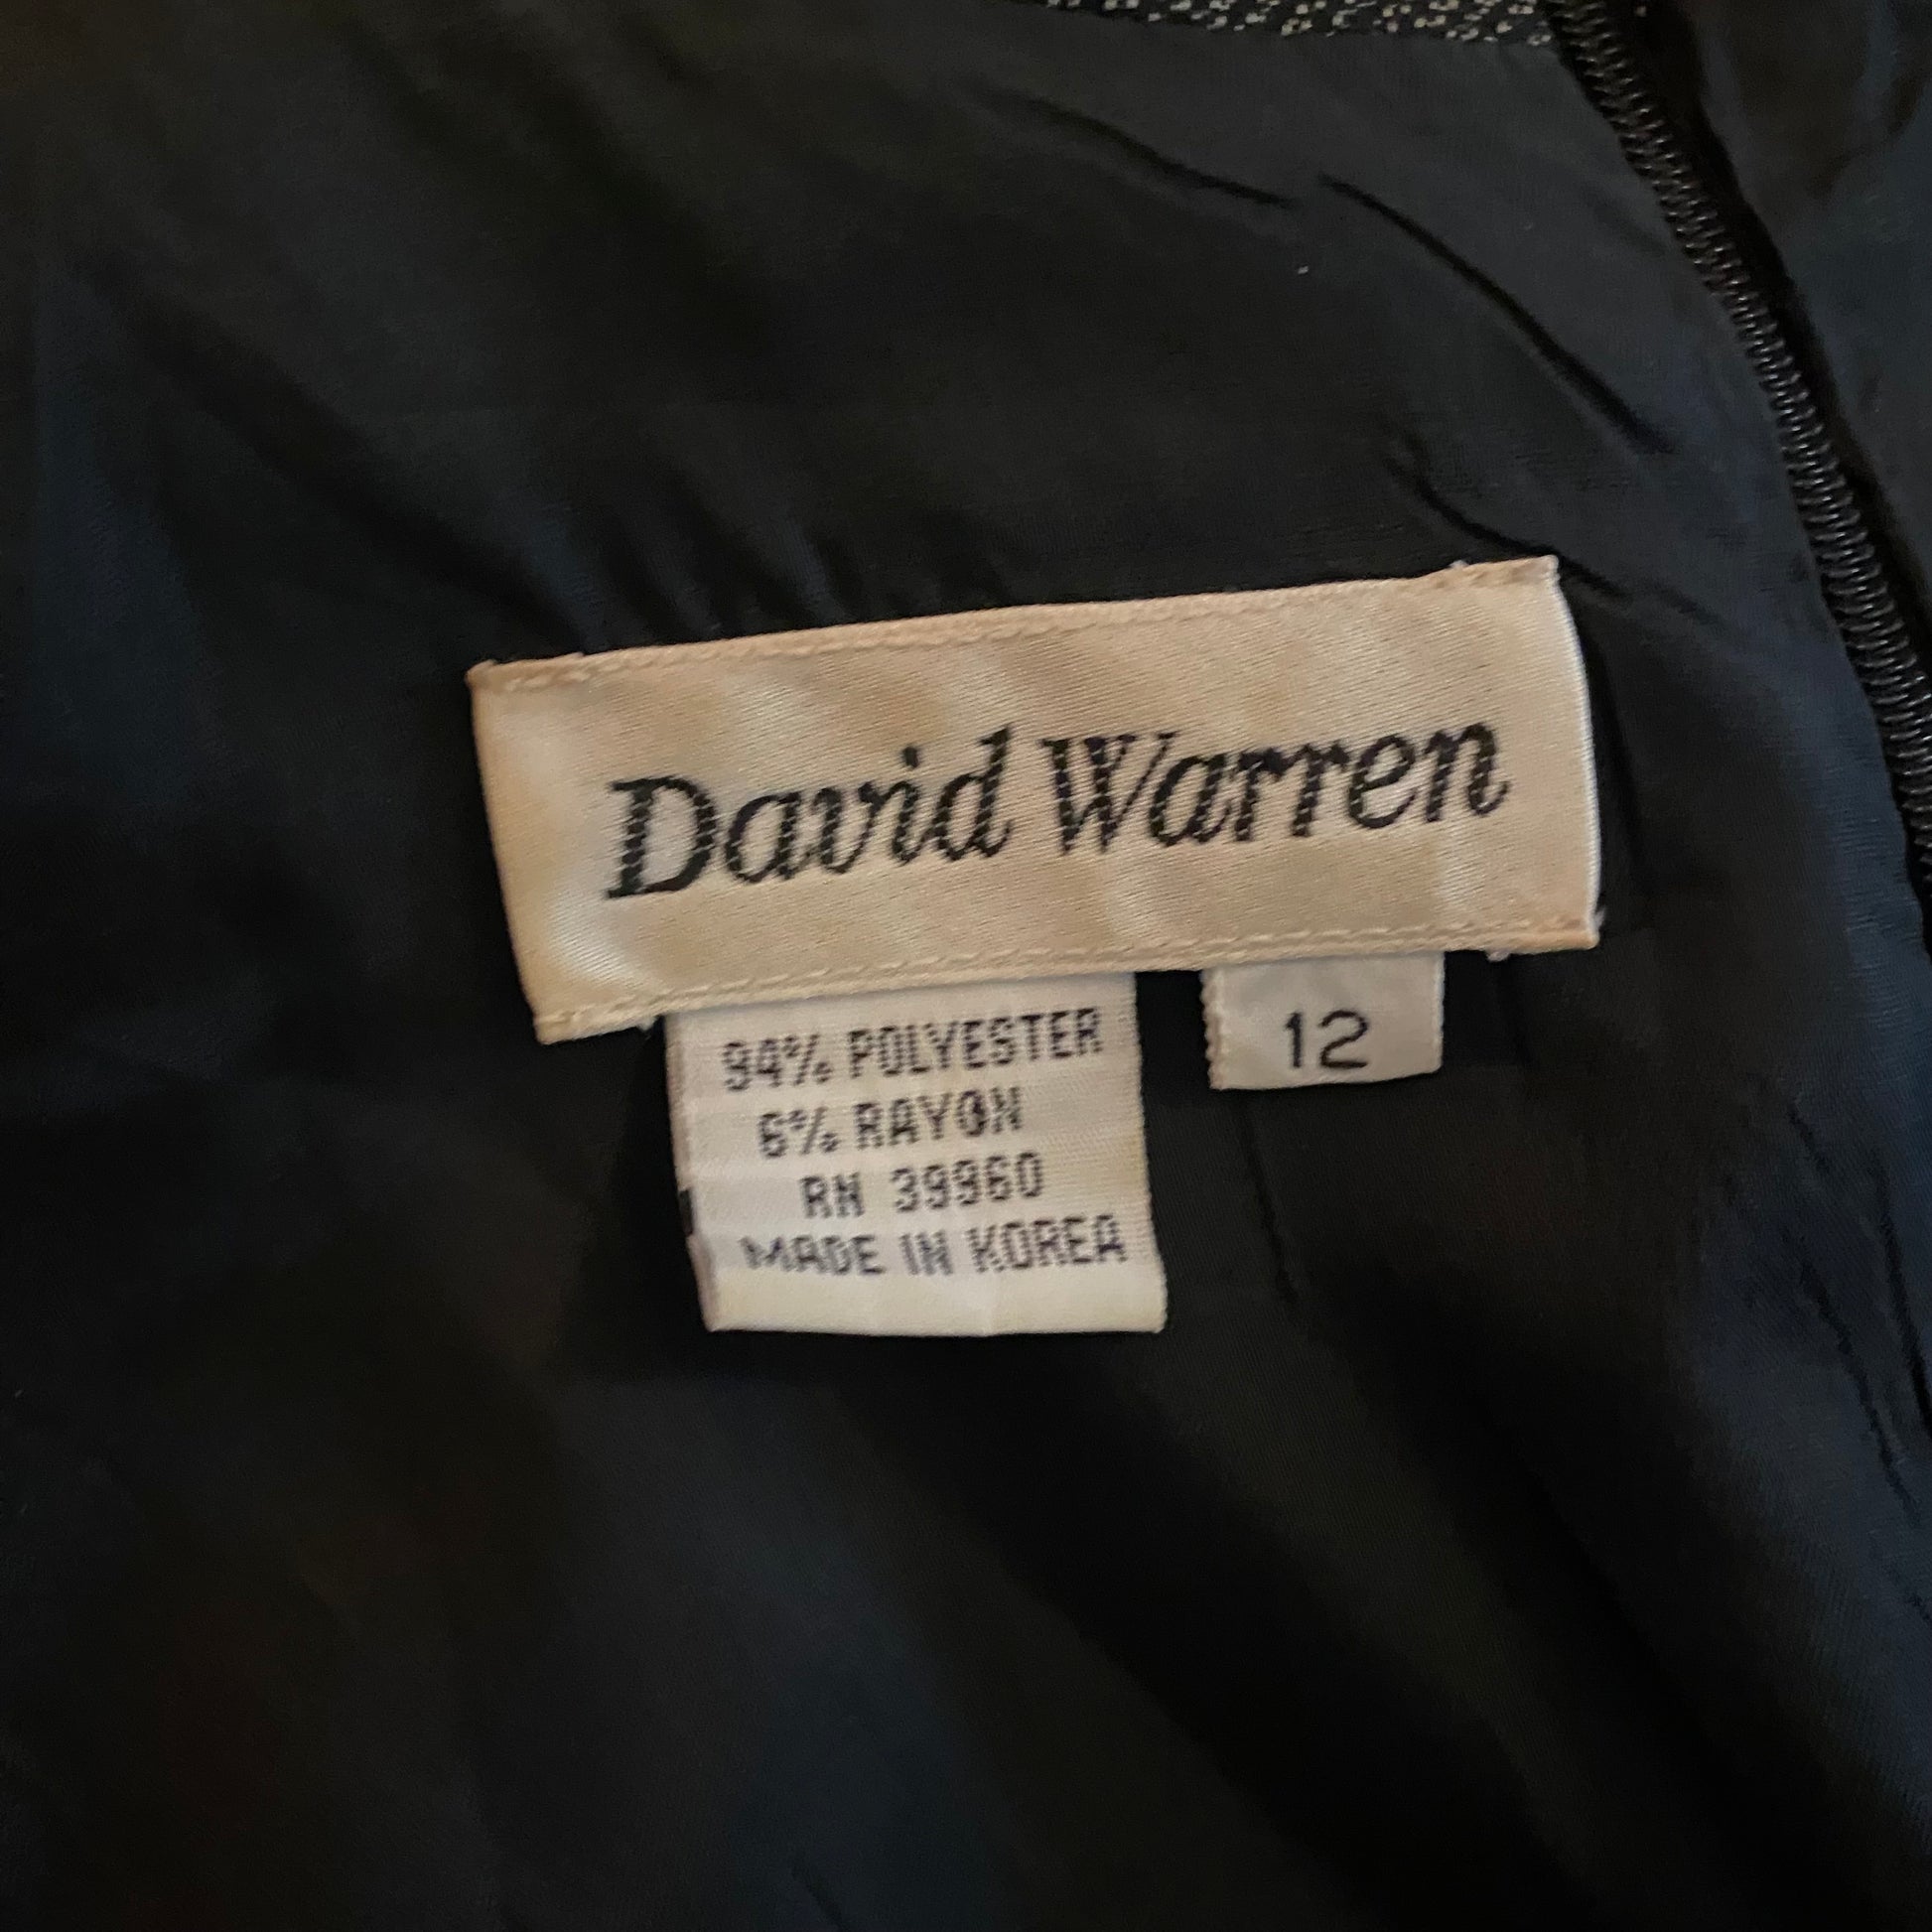 David Warren
94% POLYESTER
6% RAYON
RN 39960
MADE IN KOREA
12